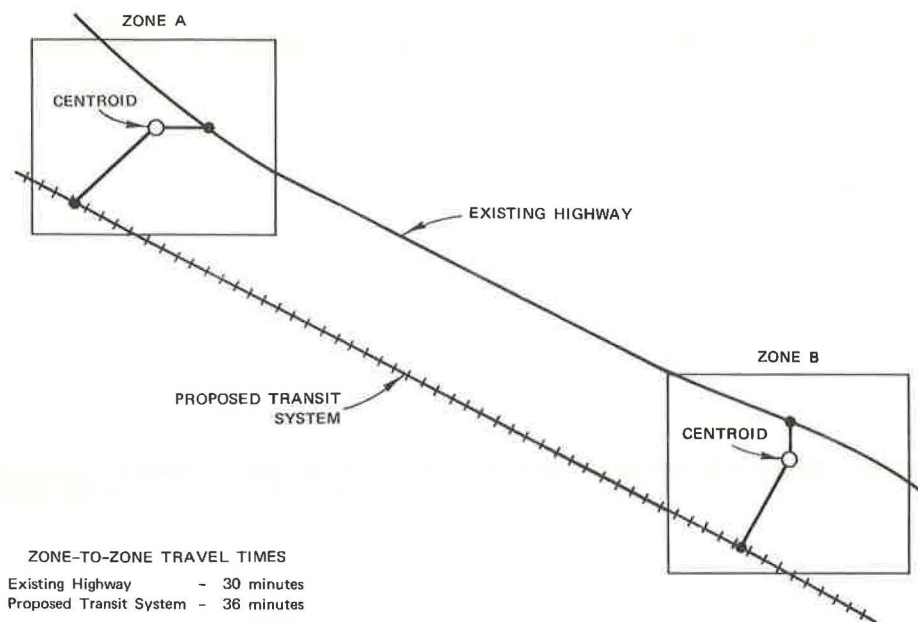 ZONE A
CENTROID
EXISTING HIGHWAY
ZONE B
PROPOSED TRANSIT
SYSTEM
CENTROID
ZONE-TO-ZONE TRAVEL TIMES
Existing Highway - 30 minutes
Proposed Transit System - 36 minutes